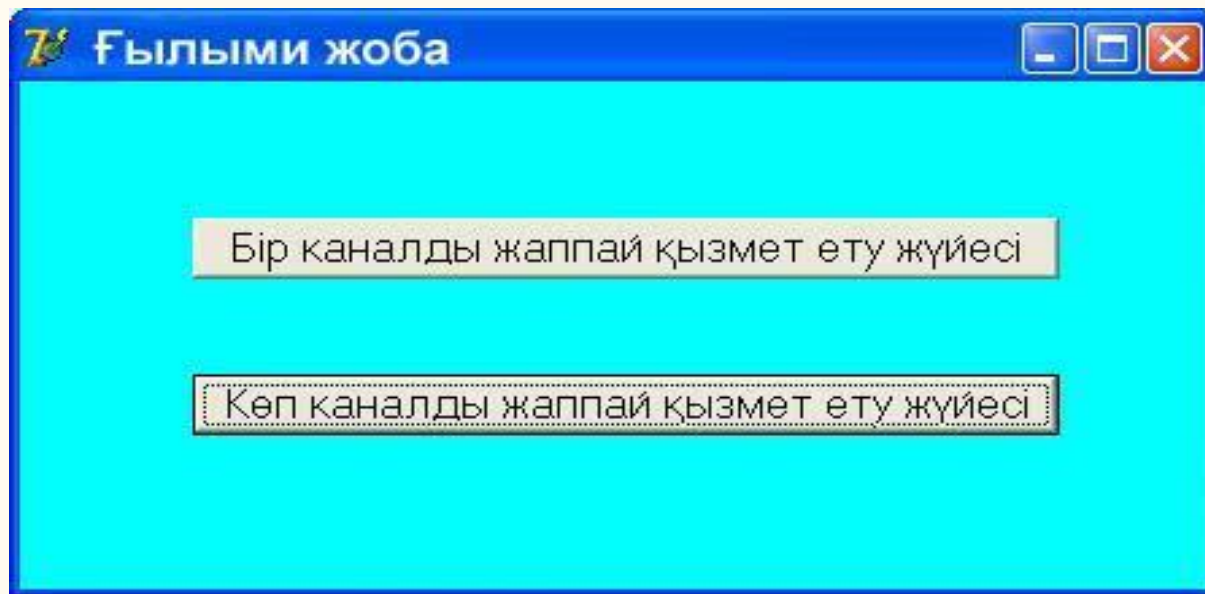 Ғылыми жоба
Бір каналды жаппай қызмет ету жүйесі
Көп каналды жаппай қызмет ету жүйесі